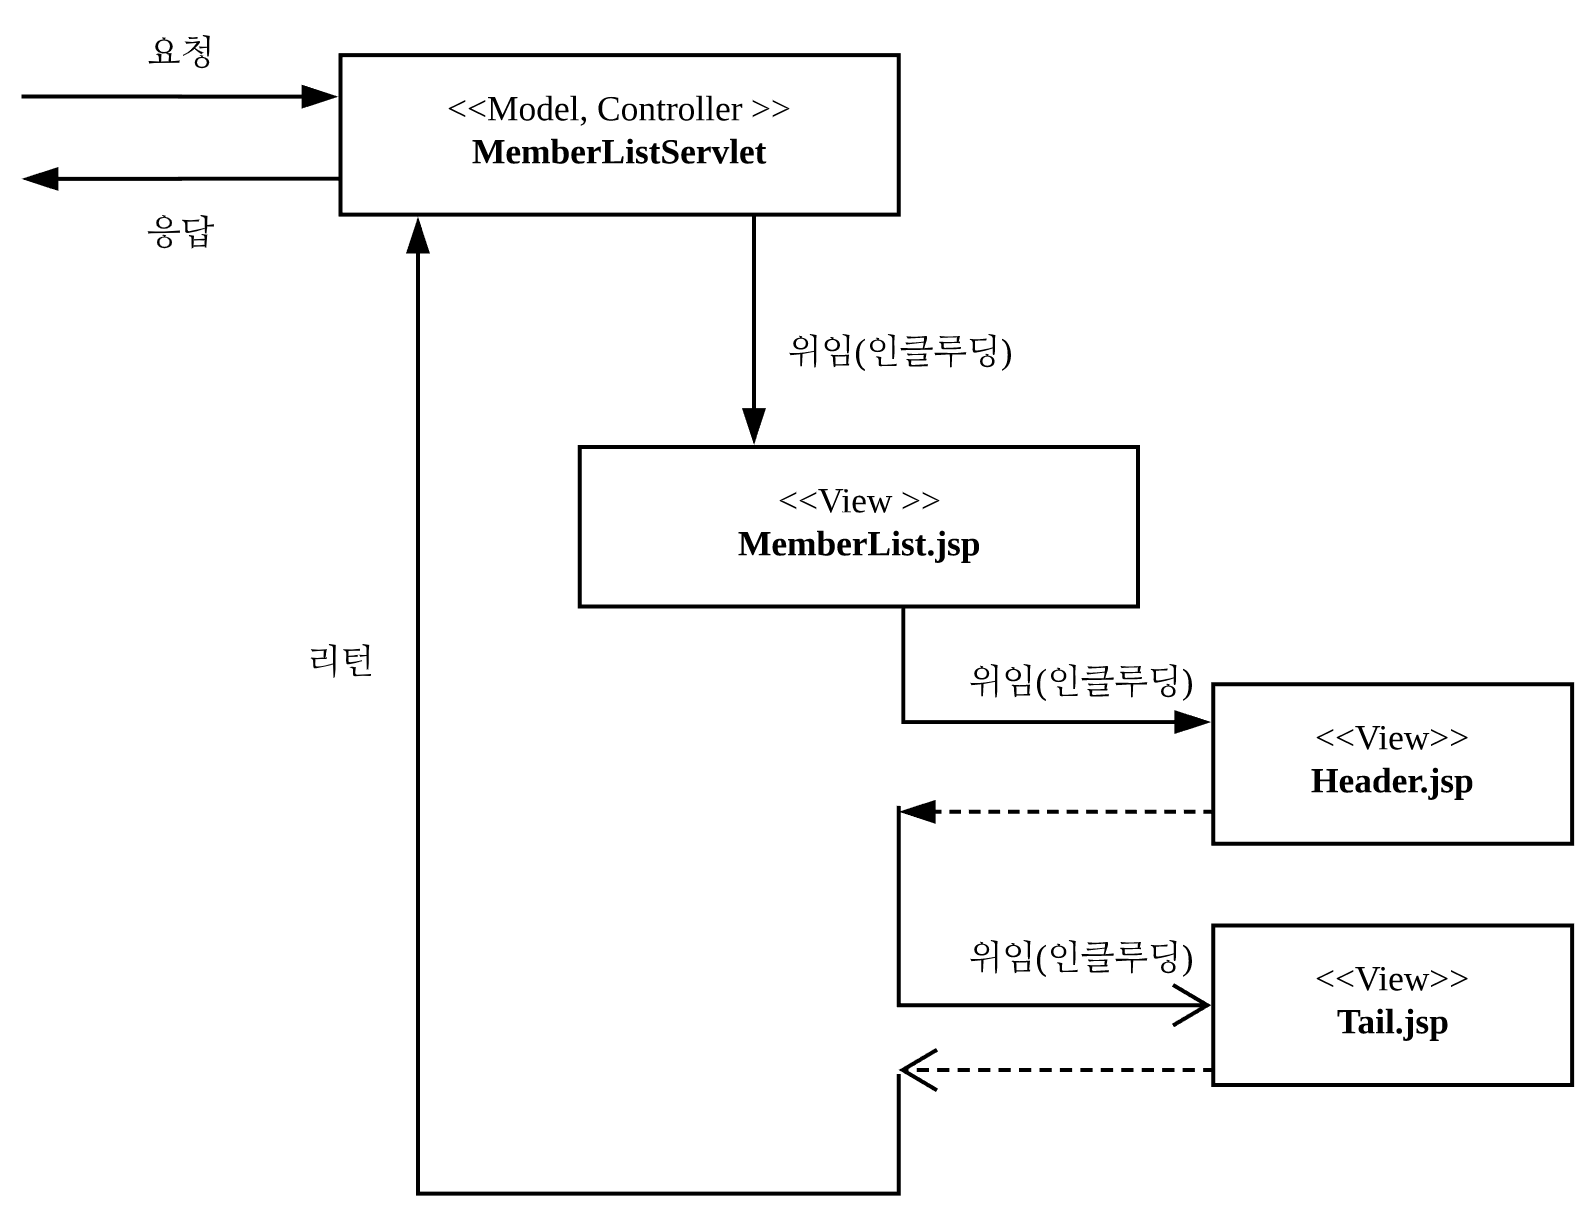 요청
<<Model, Controller >>
MemberListServlet
응답
위임(인클루딩)
<<View >>
MemberList.jsp
리턴
위임(인클루딩)
<<View>>
Header.jsp
위임(인클루딩)
<<View>>
Tail.jsp